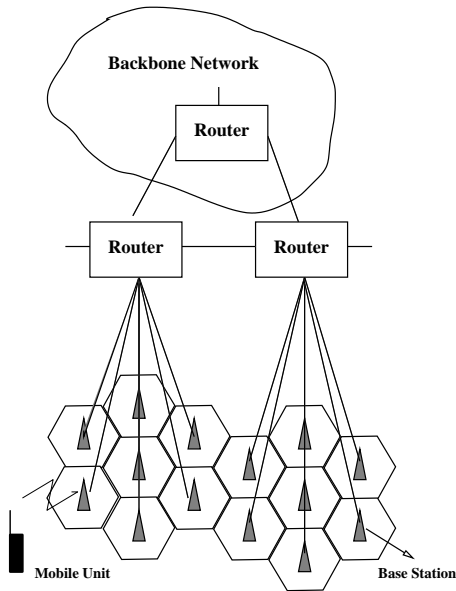 Backbone Network
Router
Router
Router
Mobile Unit
Base Station